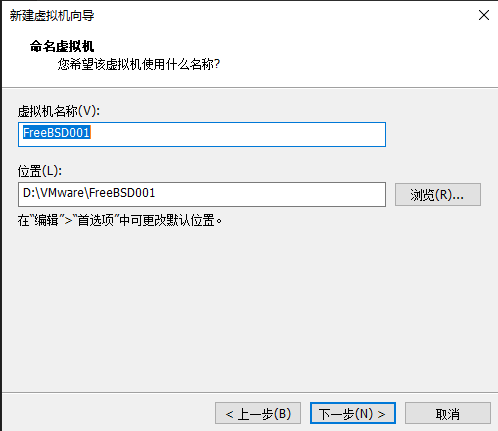 新建虚拟机向导
命名虚拟机
您希望该虚拟机使用什么名称?
虚拟机名称(V):
FreeBSD001
位置(L):
D:\VMware\FreeBSD001
浏览(R)...
在“编辑”>“首选项”中可更改默认位置。
< 上一步(B)
下一步(N) >
取消